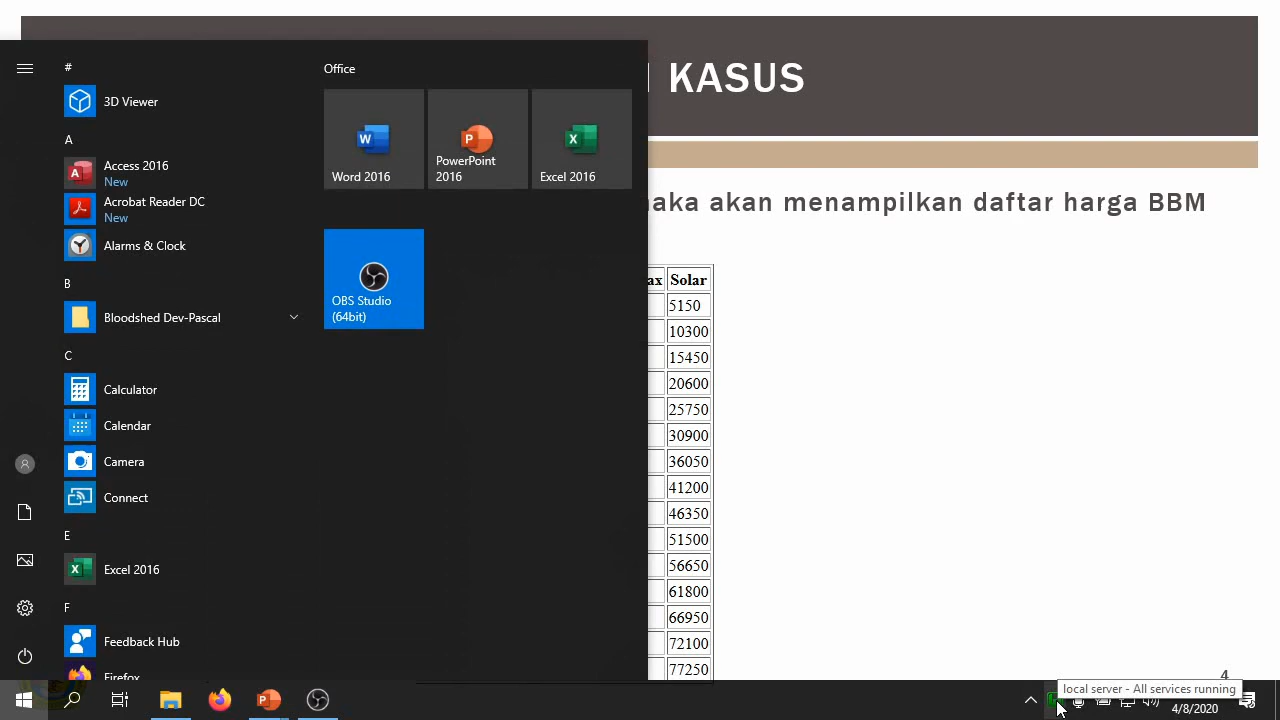 KASUS
aka akan menampilkan daftar harga BBM
ax Solar
5150
10300
15450
20600
25750
30900
36050
41200
46350
51500
56650
61800
66950
72100
77250
4
#
3D Viewer
A
Access 2016
New
Acrobat Reader DC
New
Alarms & Clock
B
Bloodshed Dev-Pascal
C
Calculator
Calendar
Camera
Connect
E
Excel 2016
F
Feedback Hub
Firefox
Office
Word 2016
PowerPoint
2016
Excel 2016
OBS Studio
(64bit)
local server - All services running
4/8/2020